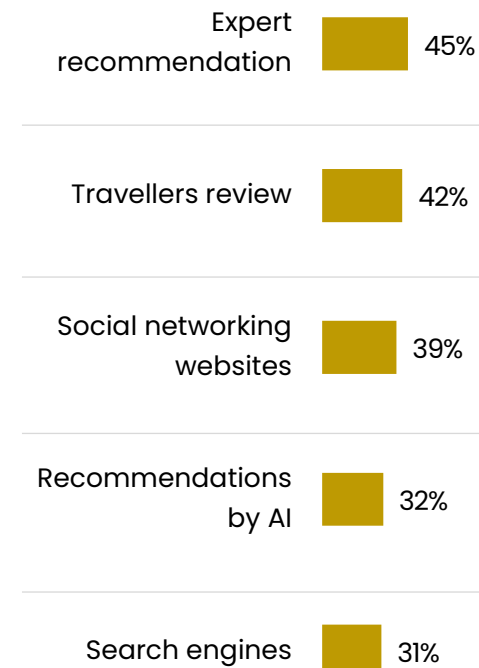 Expert
recommendation
45%
Travellers review
42%
Social networking
websites
39%
Recommendations
by AI
32%
Search engines
31%